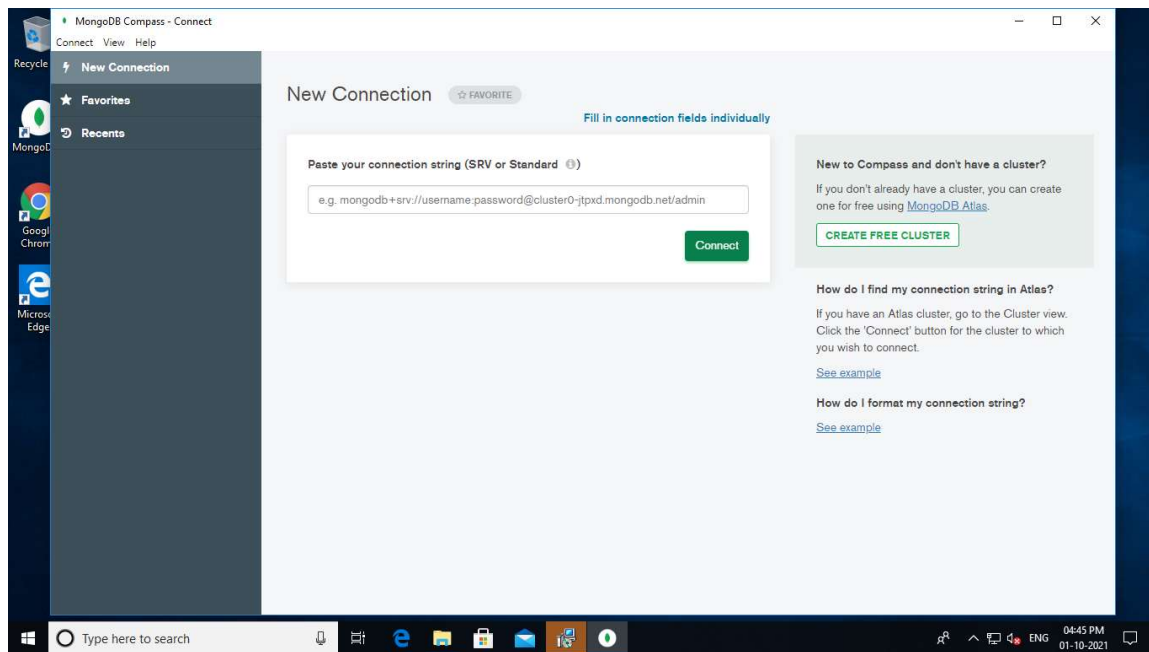 MongoDB Compass - Connect
Connect View Help
Recycle
New Connection
Favorites
Recents
New Connection
FAVORITE
Fill in connection fields individually
Paste your connection string (SRV or Standard )
e.g. mongodb+srv://username:password@cluster0-jtpxd.mongodb.net/admin
Connect
New to Compass and don't have a cluster?
If you don't already have a cluster, you can create
one for free using MongoDB Atlas.
CREATE FREE CLUSTER
How do I find my connection string in Atlas?
If you have an Atlas cluster, go to the Cluster view.
Click the 'Connect' button for the cluster to which
you wish to connect.
See example
How do I format my connection string?
See example
MongoD
Googl
Chrom
Microso
Edge
Type here to search
ENG
04:45 PM
01-10-2021